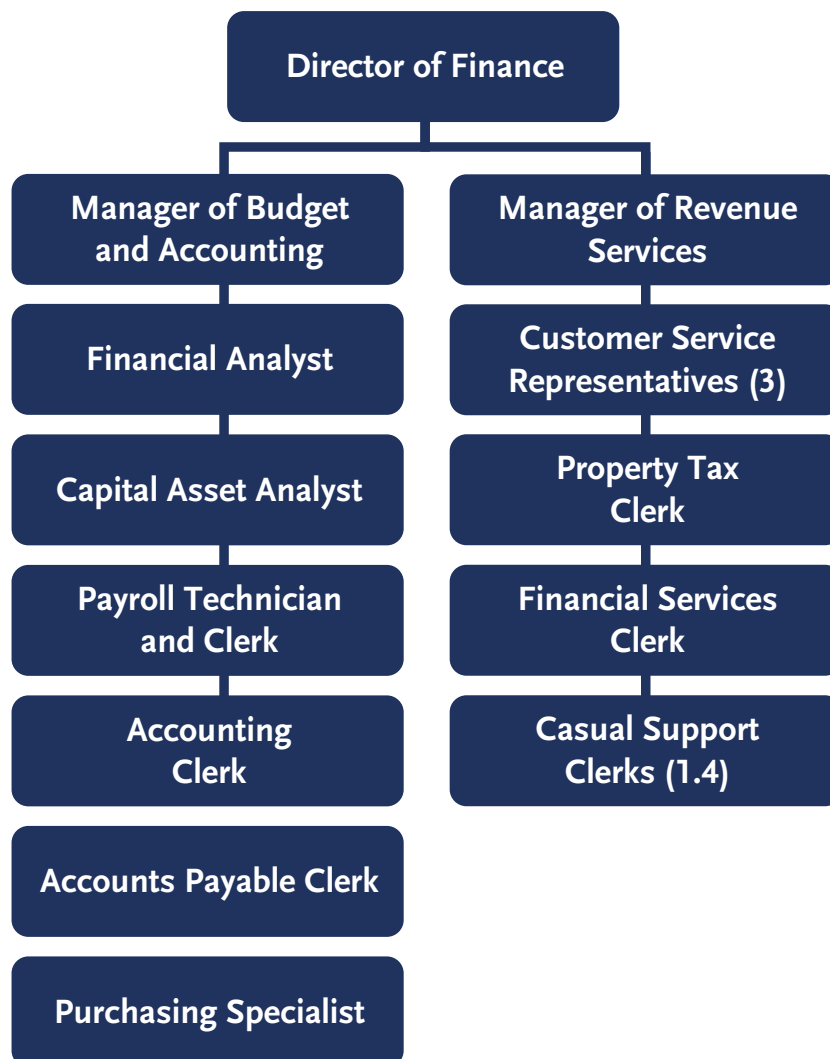 Director of Finance
Manager of Budget
and Accounting
Financial Analyst
Capital Asset Analyst
Payroll Technician
and Clerk
Accounting
Clerk
Accounts Payable Clerk
Purchasing Specialist
Manager of Revenue
Services
Customer Service
Representatives (3)
Property Tax
Clerk
Financial Services
Clerk
Casual Support
Clerks (1.4)